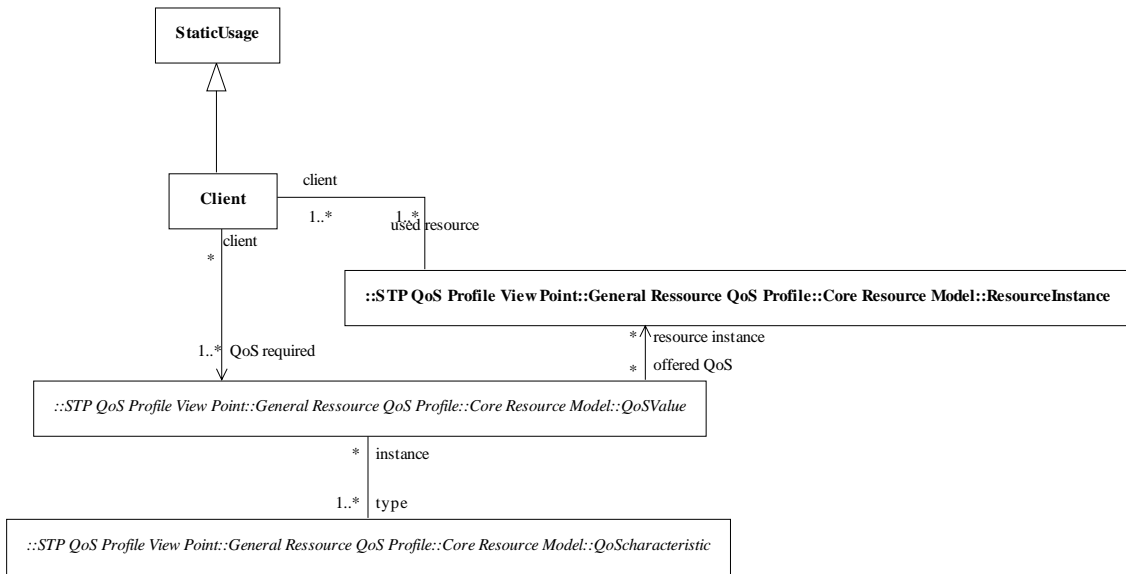 StaticUsage
Client
client
1..*
1..*
used resource
client
*
::STP QoS Profile View Point::General Ressource QoS Profile::Core Resource Model::ResourceInstance
1..* QoS required
* resource instance
* offered QoS
::STP QoS Profile View Point::General Ressource QoS Profile::Core Resource Model::QoSValue
* instance
1..* type
::STP QoS Profile View Point::General Ressource QoS Profile::Core Resource Model::QoScharacteristic